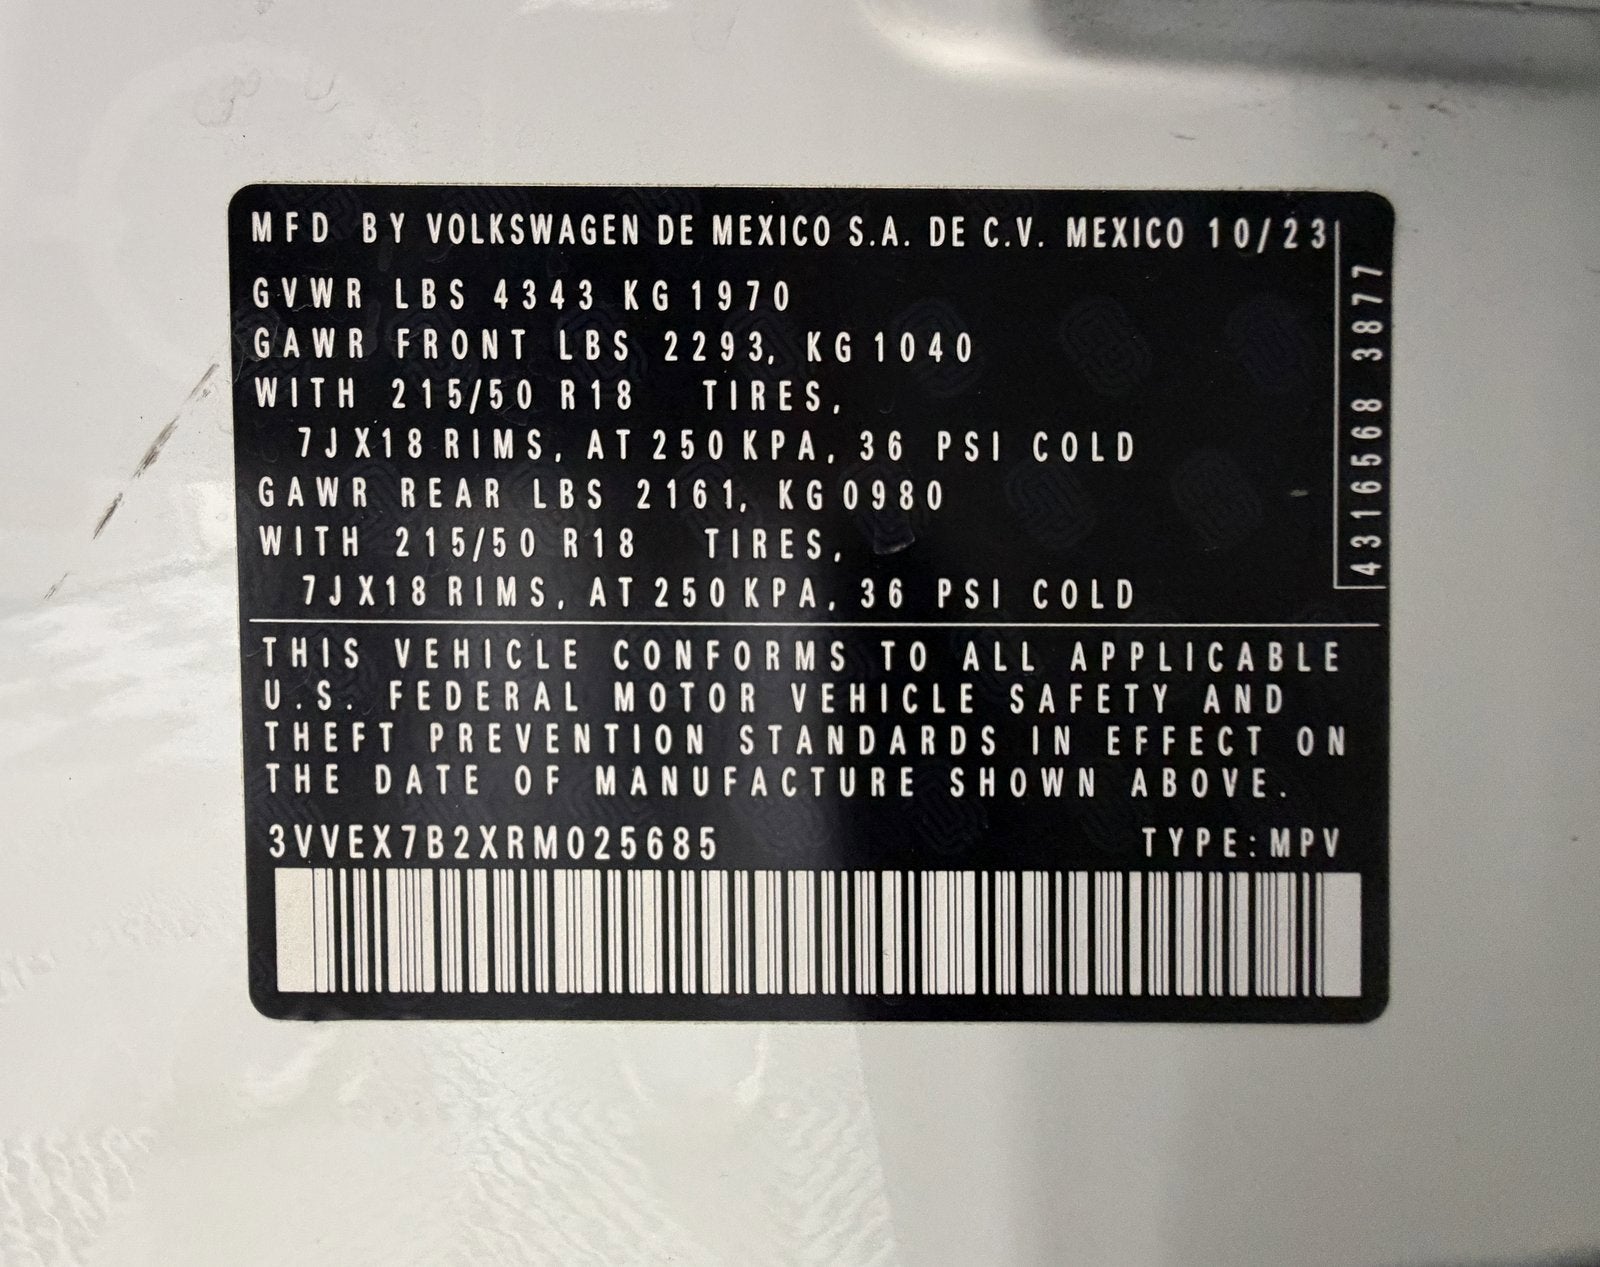 MFD BY VOLKSWAGEN DE MEXICO S.A. DE C.V. MEXICO 10/23
GVWR LBS 4343 KG 1970
GAWR FRONT LBS 2293, KG 1040
WITH 215/50 R18 TIRES,
7JX18 RIMS, AT 250 KPA, 36 PSI COLD
GAWR REAR LBS 2161, KG 0980
WITH 215/50 R18 TIRES,
7JX18 RIMS, AT 250 KPA, 36 PSI COLD
4316568 3877
THIS VEHICLE CONFORMS TO ALL APPLICABLE
U.S. FEDERAL MOTOR VEHICLE SAFETY AND
THEFT PREVENTION STANDARDS IN EFFECT ON
THE DATE OF MANUFACTURE SHOWN ABOVE.
3VVEX7B2XRM025685 TYPE:MPV